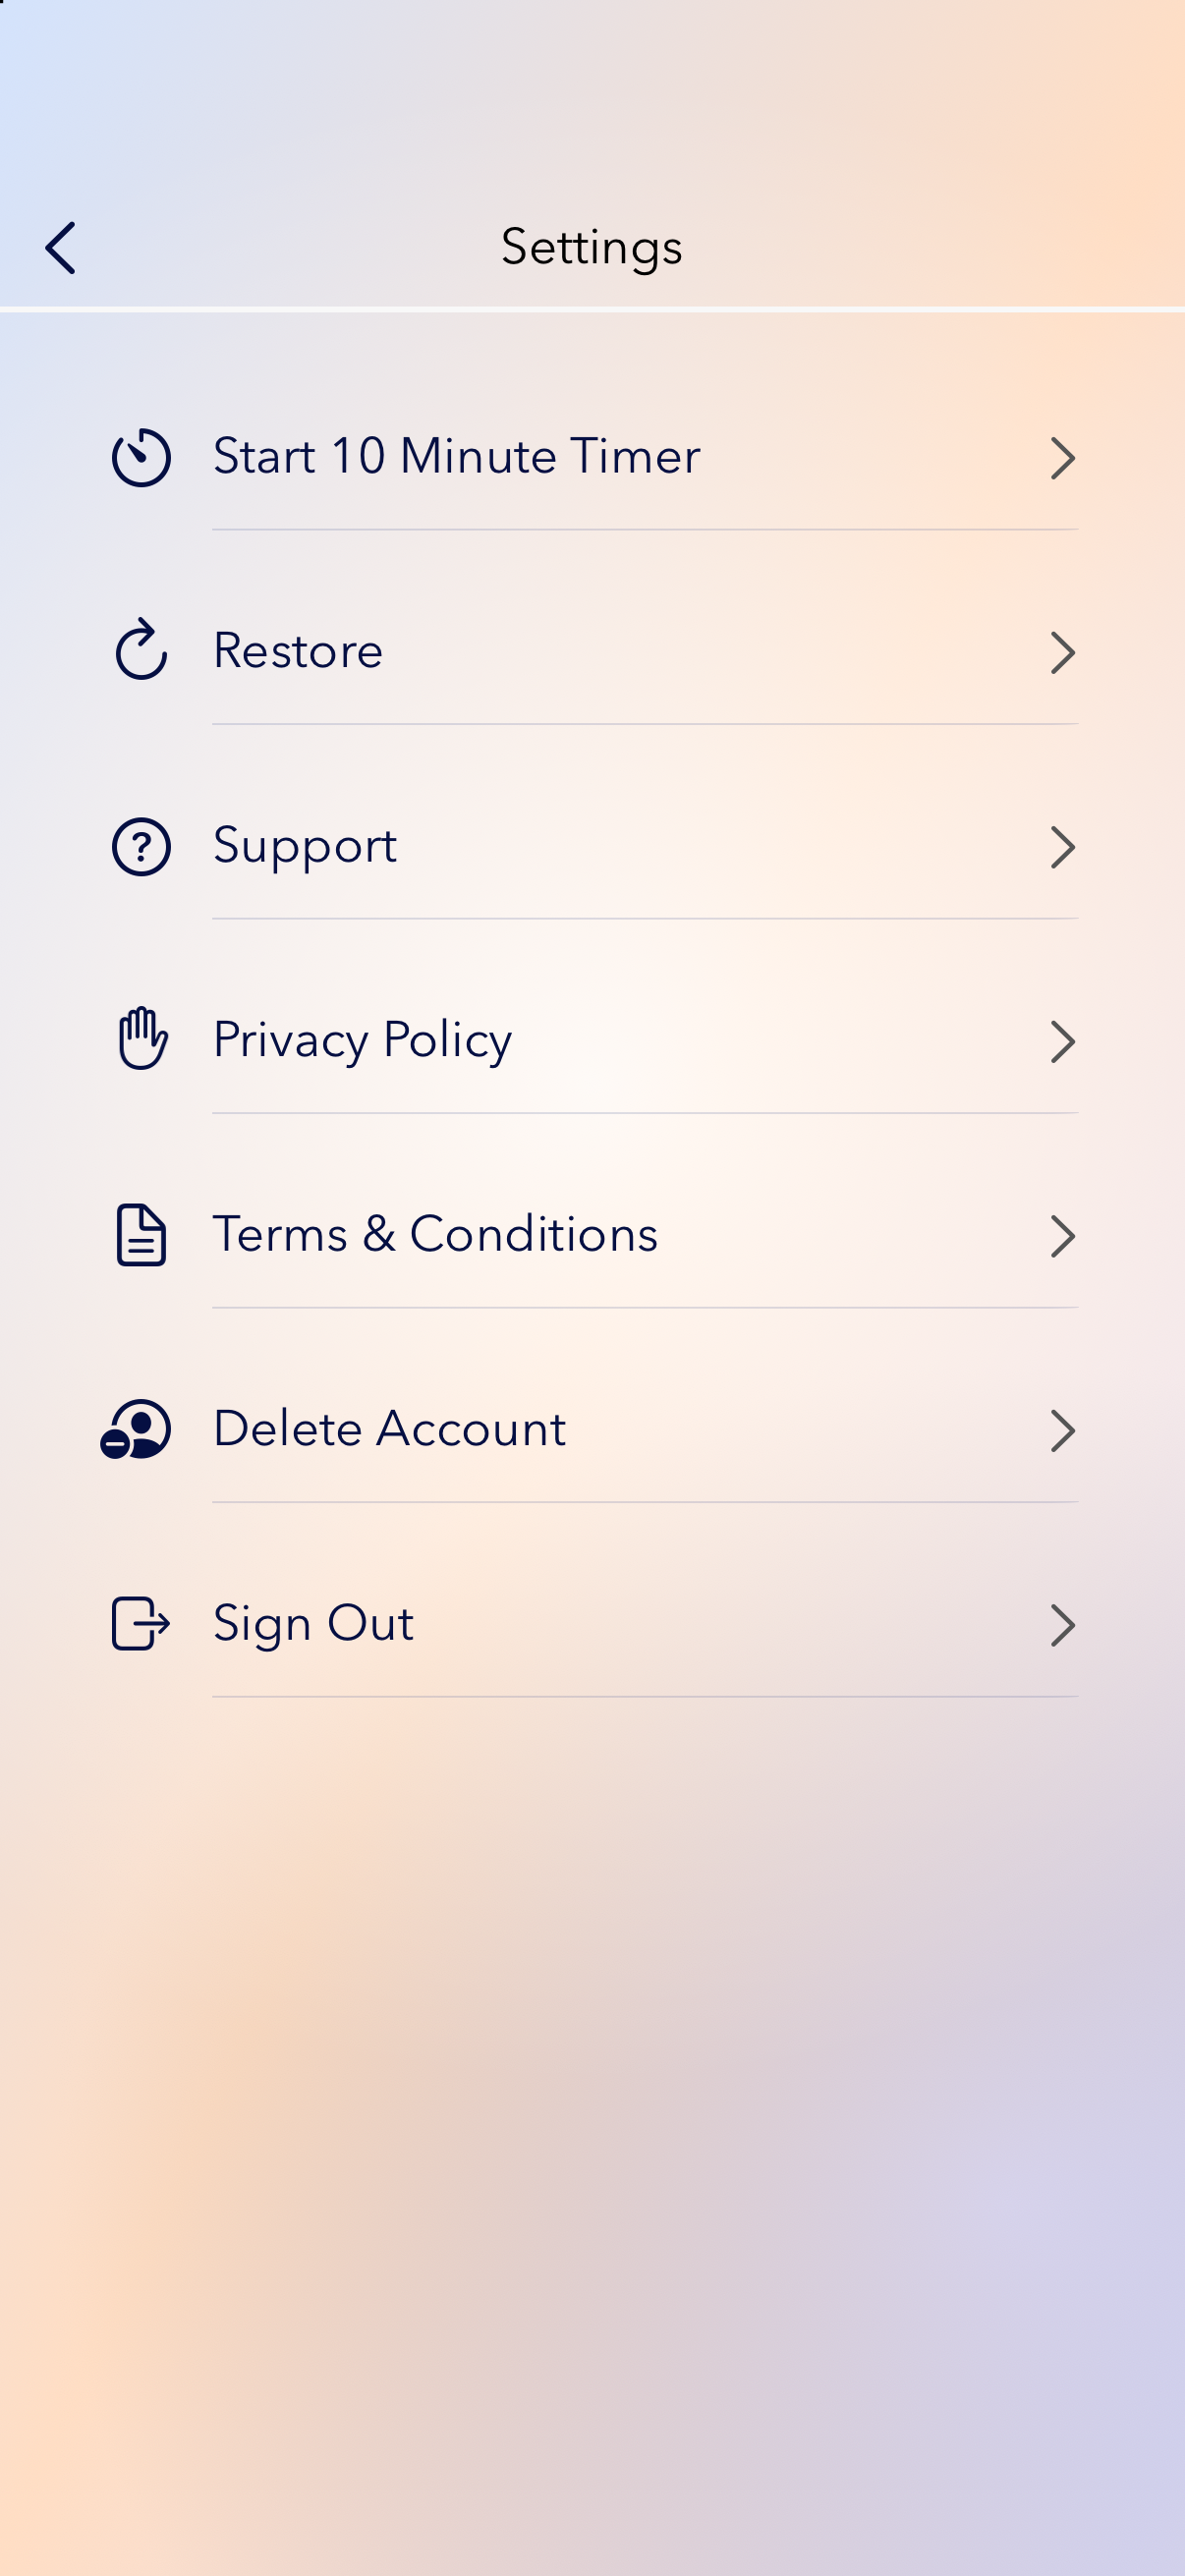 Settings
Start 10 Minute Timer
Restore
Support
Privacy Policy
Terms & Conditions
Delete Account
Sign Out